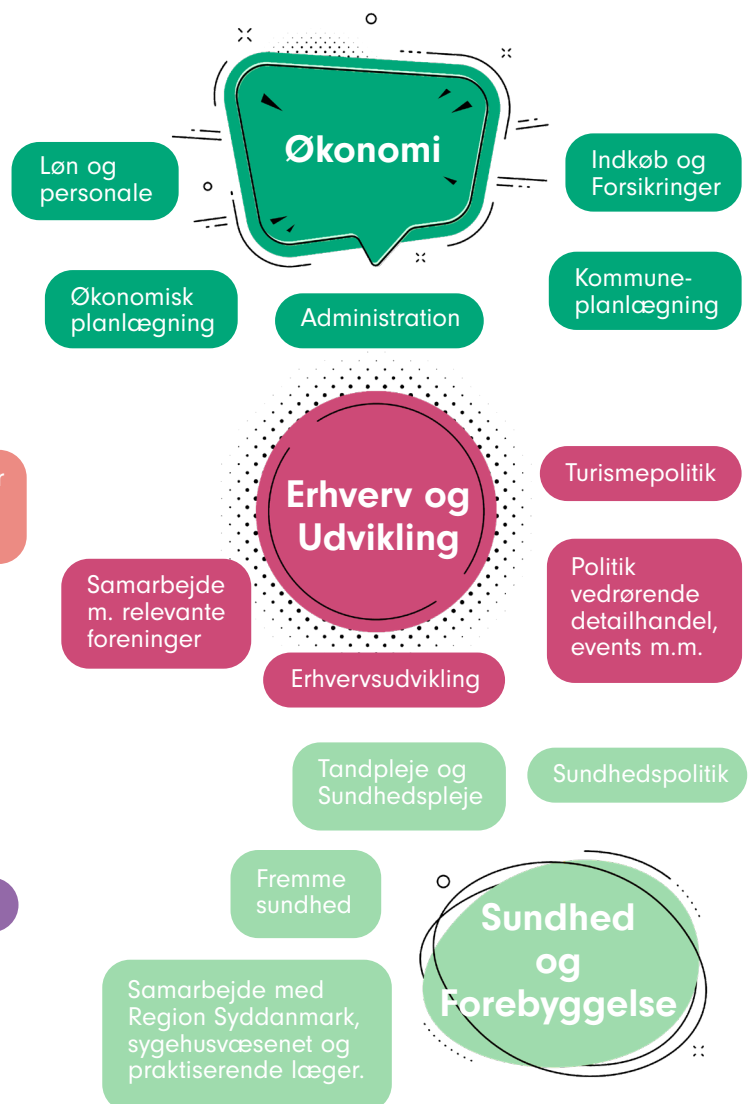 Økonomi
Løn og
personale
Indkøb og
Forsikringer
Økonomisk
planlægning
Administration
Kommune-
planlægning
Erhverv og
Udvikling
Turismepolitik
Samarbejde
m. relevante
foreninger
Politik
vedrørende
detailhandel,
events m.m.
Erhvervsudvikling
Tandpleje og
Sundhedspleje
Sundhedspolitik
Fremme
sundhed
Sundhed
og
Forebyggelse
Samarbejde med
Region Syddanmark,
sygehusvæsenet og
praktiserende læger.